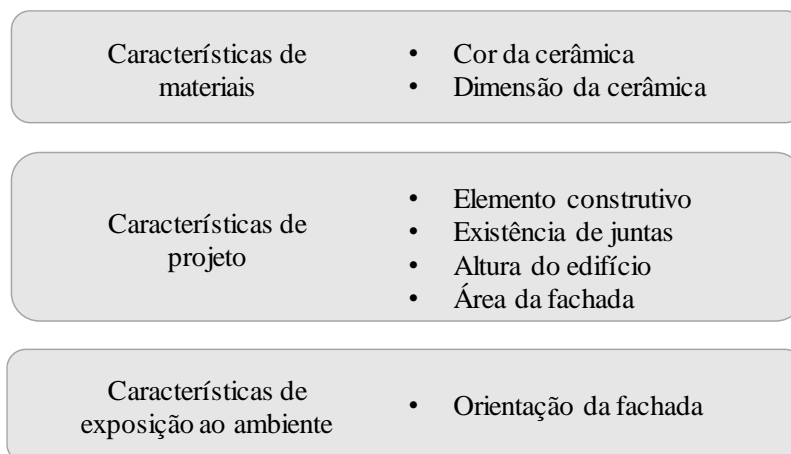 Características de
materiais
• Cor da cerâmica
• Dimensão da cerâmica
Características de
projeto
• Elemento construtivo
• Existência de juntas
• Altura do edifício
• Área da fachada
Características de
exposição ao ambiente
• Orientação da fachada